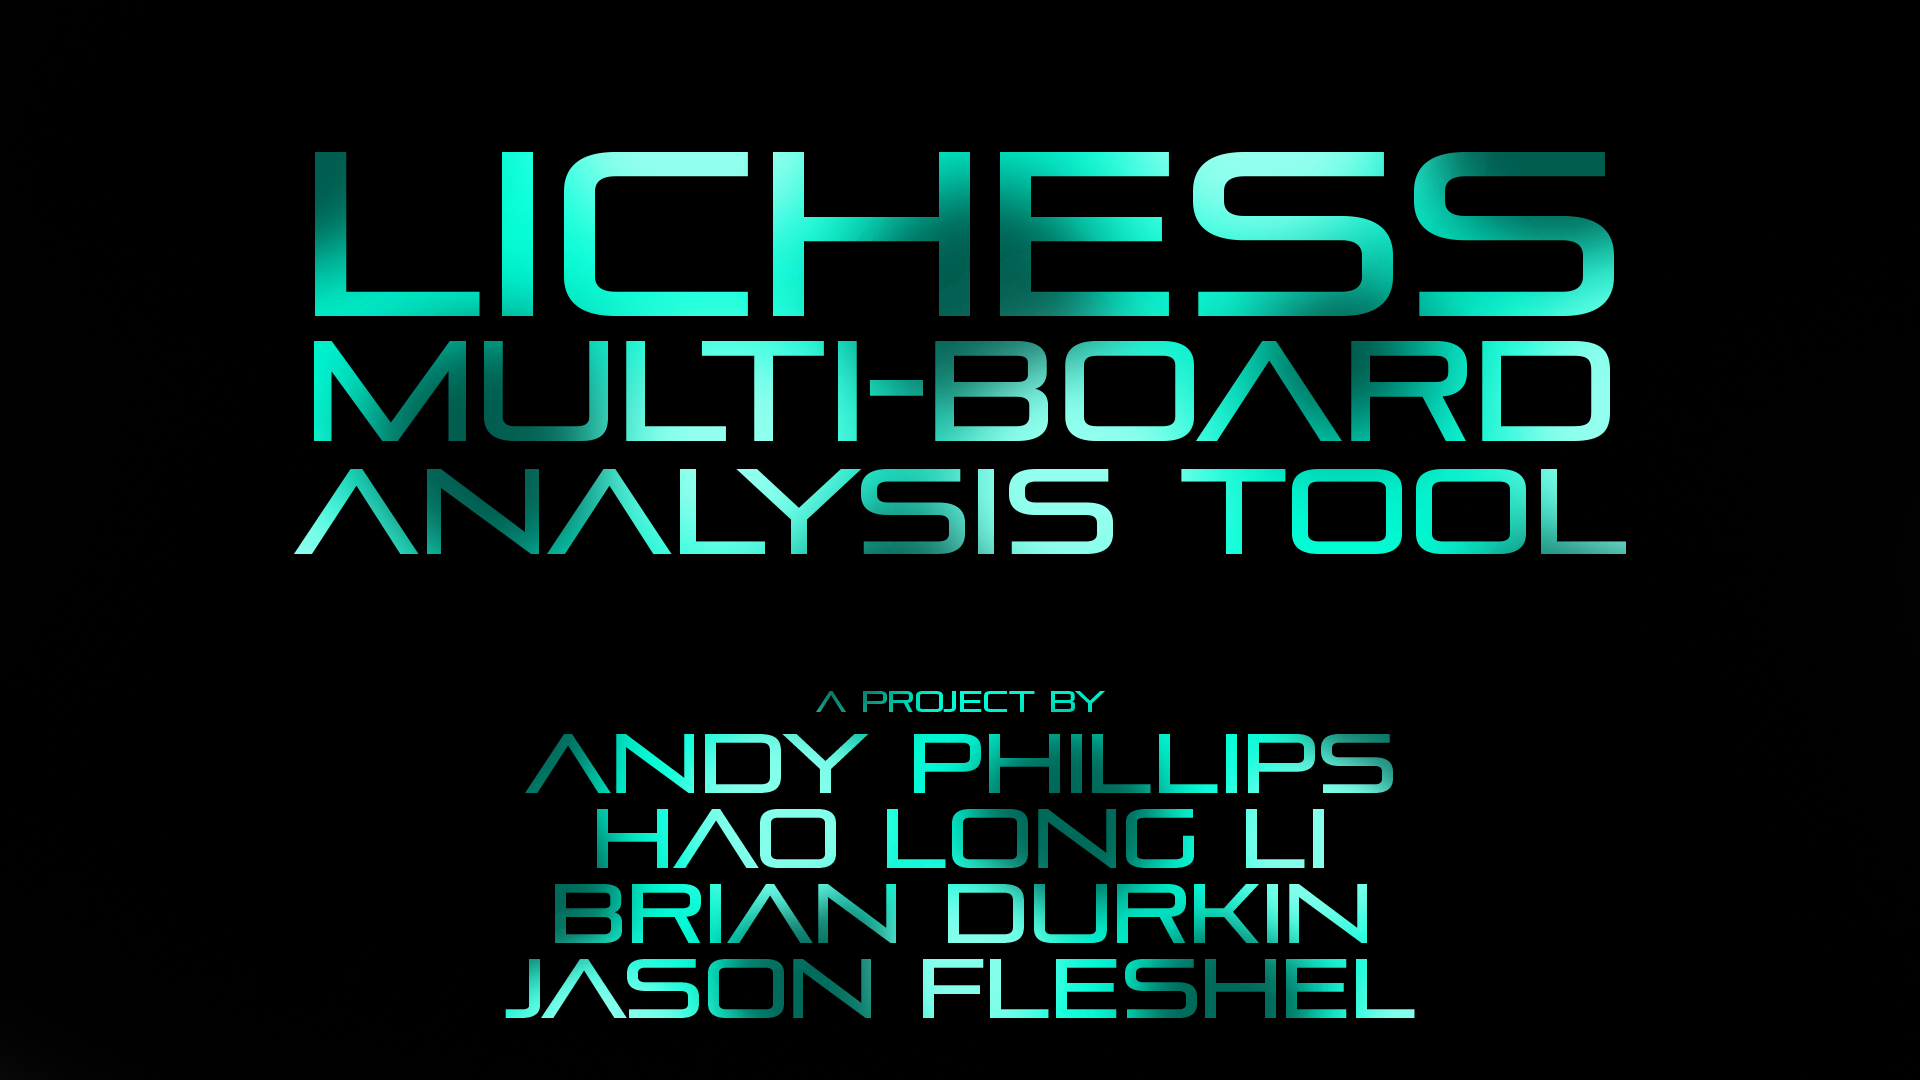 LICHESS
MULTI-BOARD
ANALYSIS TOOL
A PROJECT BY
ANDY PHILLIPS
HAO LONG LI
BRIAN DURKIN
JASON FLESHEL